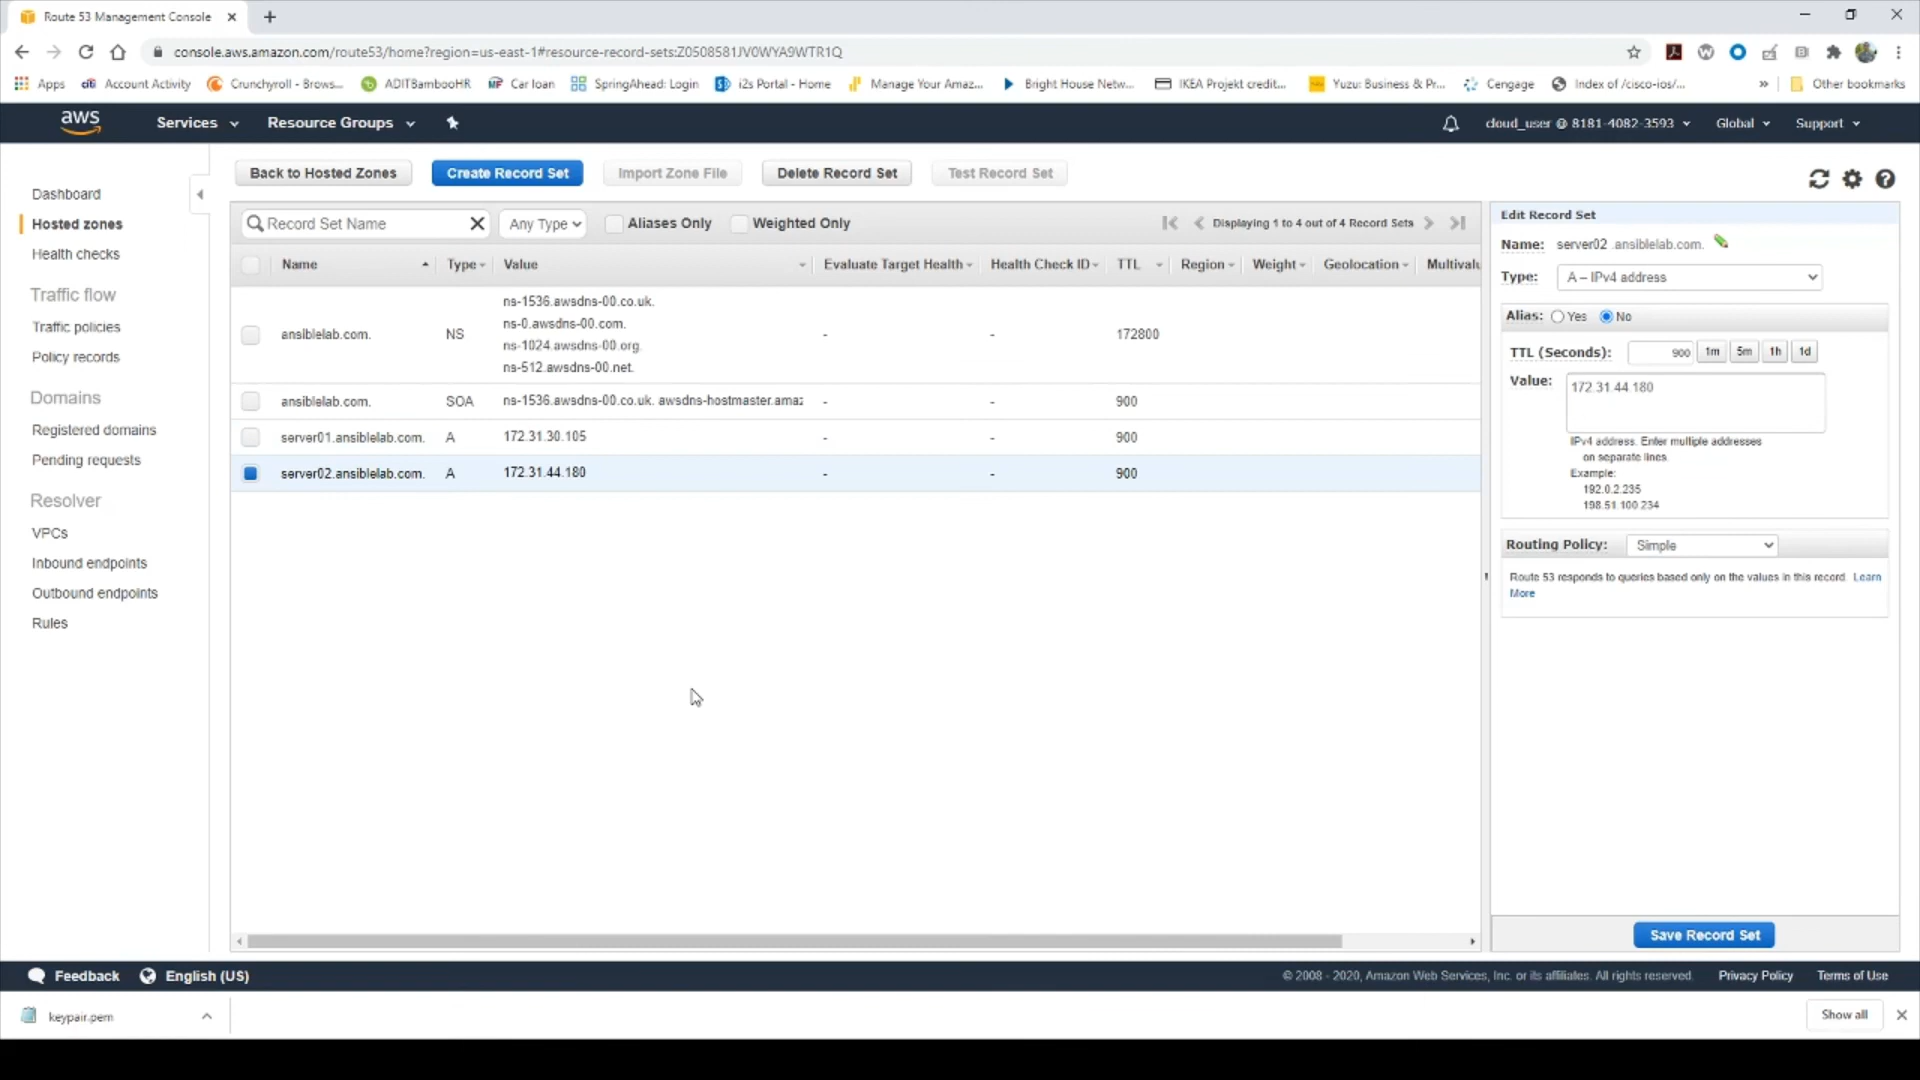 Route 53 Management Console
console.aws.amazon.com/route53/home?region=us-east-1#resource-record-sets:Z0508581JV0WYA9WTR1Q
Apps Account Activity Crunchyroll - Brows... ADITBambooHR Car loan SpringAhead: Login i2s Portal - Home Manage Your Amaz... Bright House Netw... IKEA Projekt credit... Yuzu: Business & Pr... Cengage Index of /cisco-ios/... » Other bookmarks
aws Services Resource Groups cloud_user @ 8181-4082-3593 Global Support
Dashboard
Hosted zones
Health checks
Traffic flow
Traffic policies
Policy records
Domains
Registered domains
Pending requests
Resolver
VPCs
Inbound endpoints
Outbound endpoints
Rules
Back to Hosted Zones Create Record Set Import Zone File Delete Record Set Test Record Set
Record Set Name Any Type Aliases Only Weighted Only Displaying 1 to 4 out of 4 Record Sets
Name Type Value Evaluate Target Health Health Check ID TTL Region Weight Geolocation Multivalu
ns-1536.awsdns-00.co.uk.
ns-0.awsdns-00.com.
ansiblelab.com. NS - - 172800
ns-1024.awsdns-00.org.
ns-512.awsdns-00.net.
ansiblelab.com. SOA ns-1536.awsdns-00.co.uk. awsdns-hostmaster.amaz - - 900
server01.ansiblelab.com. A 172.31.30.105 - - 900
server02.ansiblelab.com. A 172.31.44.180 - - 900
Edit Record Set
Name: server02 .ansiblelab.com.
Type: A – IPv4 address
Alias: Yes No
TTL (Seconds): 900 1m 5m 1h 1d
Value: 172.31.44.180
IPv4 address. Enter multiple addresses
on separate lines.
Example:
192.0.2.235
198.51.100.234
Routing Policy: Simple
Route 53 responds to queries based only on the values in this record. Learn
More
Save Record Set
Feedback English (US) © 2008 - 2020, Amazon Web Services, Inc. or its affiliates. All rights reserved. Privacy Policy Terms of Use
keypair.pem Show all